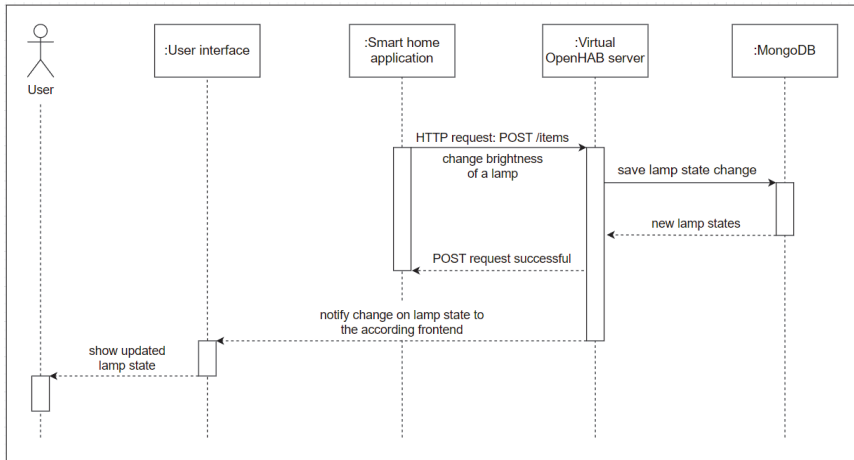 :User interface
:Smart home
application
:Virtual
OpenHAB server
:MongoDB
User
HTTP request: POST /items
change brightness
of a lamp
save lamp state change
new lamp states
POST request successful
notify change on lamp state to
the according frontend
show updated
lamp state